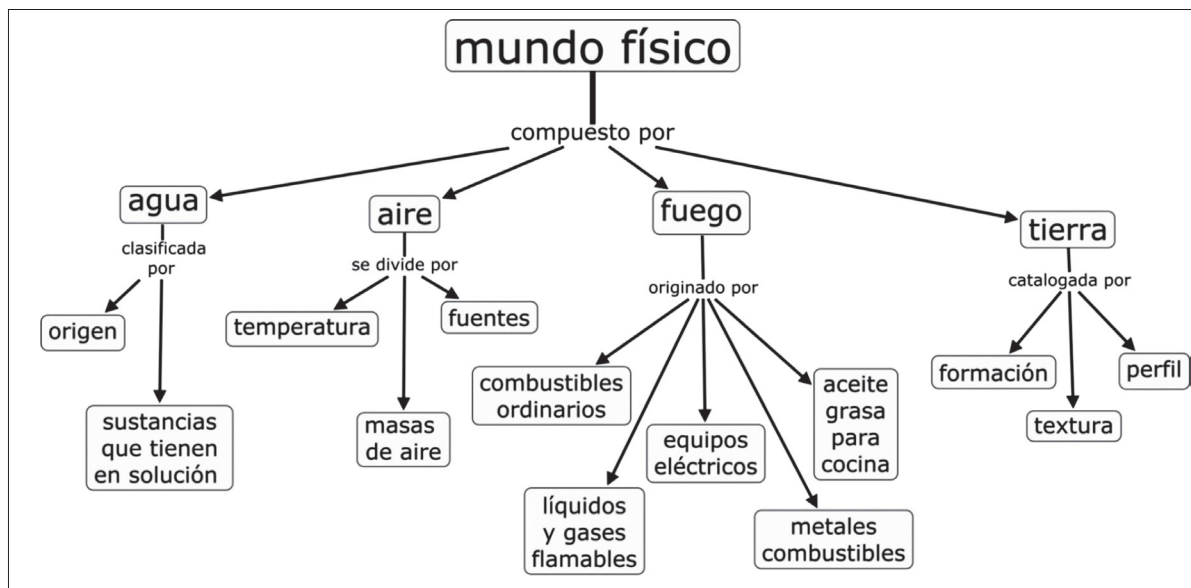 mundo físico
compuesto por
agua
aire
fuego
tierra
clasificada
por
se divide por
originado por
catalogada por
origen
temperatura
fuentes
sustancias
que tienen
en solución
masas
de aire
combustibles
ordinarios
líquidos
y gases
flamables
equipos
eléctricos
metales
combustibles
aceite
grasa
para
cocina
formación
textura
perfil